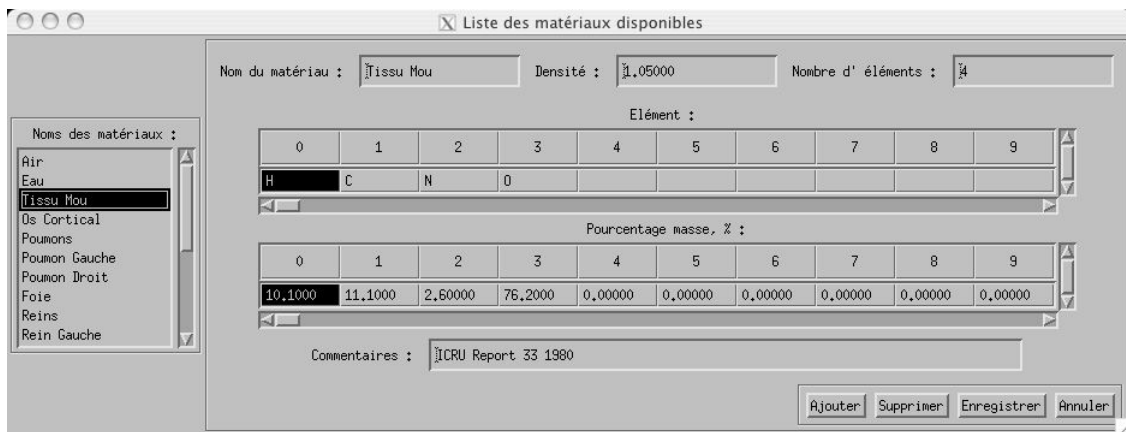 X Liste des matériaux disponibles
Nom du matériau : Tissu Mou Densité : 1.05000 Nombre d' éléments : 4
Noms des matériaux :
Air
Eau
Tissu Mou
Os Cortical
Poumons
Poumon Gauche
Poumon Droit
Foie
Reins
Rein Gauche
Elément :
0 1 2 3 4 5 6 7 8 9
H C N O
Pourcentage masse, % :
0 1 2 3 4 5 6 7 8 9
10.1000 11.1000 2.60000 76.2000 0.00000 0.00000 0.00000 0.00000 0.00000 0.00000
Commentaires : ICRU Report 33 1980
Ajouter Supprimer Enregistrer Annuler